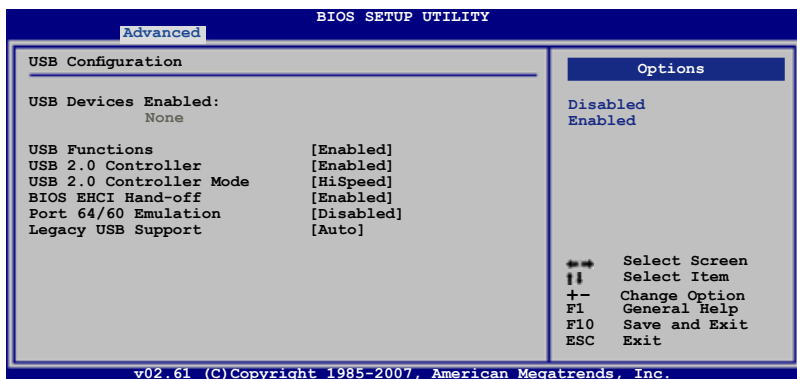 BIOS SETUP UTILITY
Advanced
USB Configuration
USB Devices Enabled:
None
USB Functions [Enabled]
USB 2.0 Controller [Enabled]
USB 2.0 Controller Mode [HiSpeed]
BIOS EHCI Hand-off [Enabled]
Port 64/60 Emulation [Disabled]
Legacy USB Support [Auto]
Options
Disabled
Enabled
←→ Select Screen
↑↓ Select Item
+- Change Option
F1 General Help
F10 Save and Exit
ESC Exit
v02.61 (C)Copyright 1985-2007, American Megatrends, Inc.